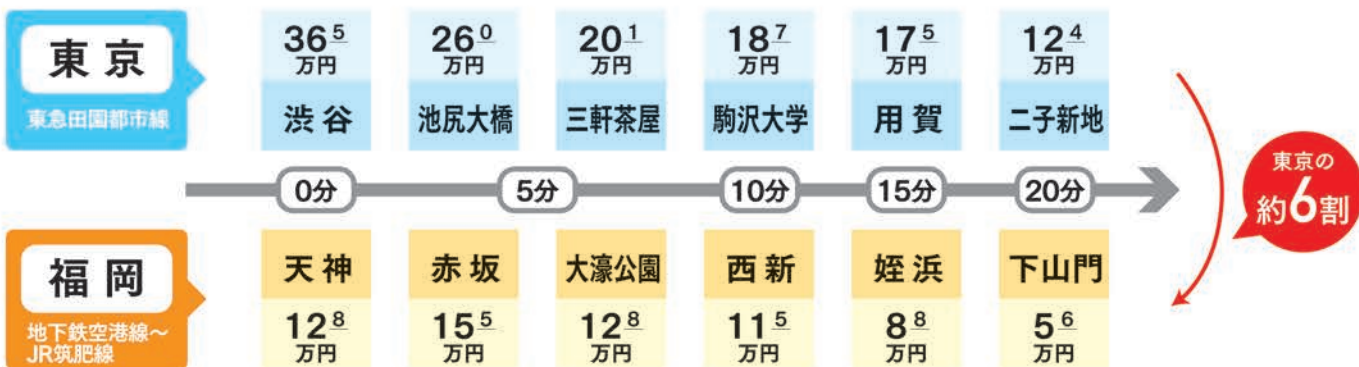 東京
東急田園都市線
36 5 万円
26 0 万円
20 1 万円
18 7 万円
17 5 万円
12 4 万円
渋谷
池尻大橋
三軒茶屋
駒沢大学
用賀
二子新地
0分
5分
10分
15分
20分
東京の
約6割
福岡
地下鉄空港線～
JR筑肥線
天神
赤坂
大濠公園
西新
姪浜
下山門
12 8 万円
15 5 万円
12 8 万円
11 5 万円
8 8 万円
5 6 万円